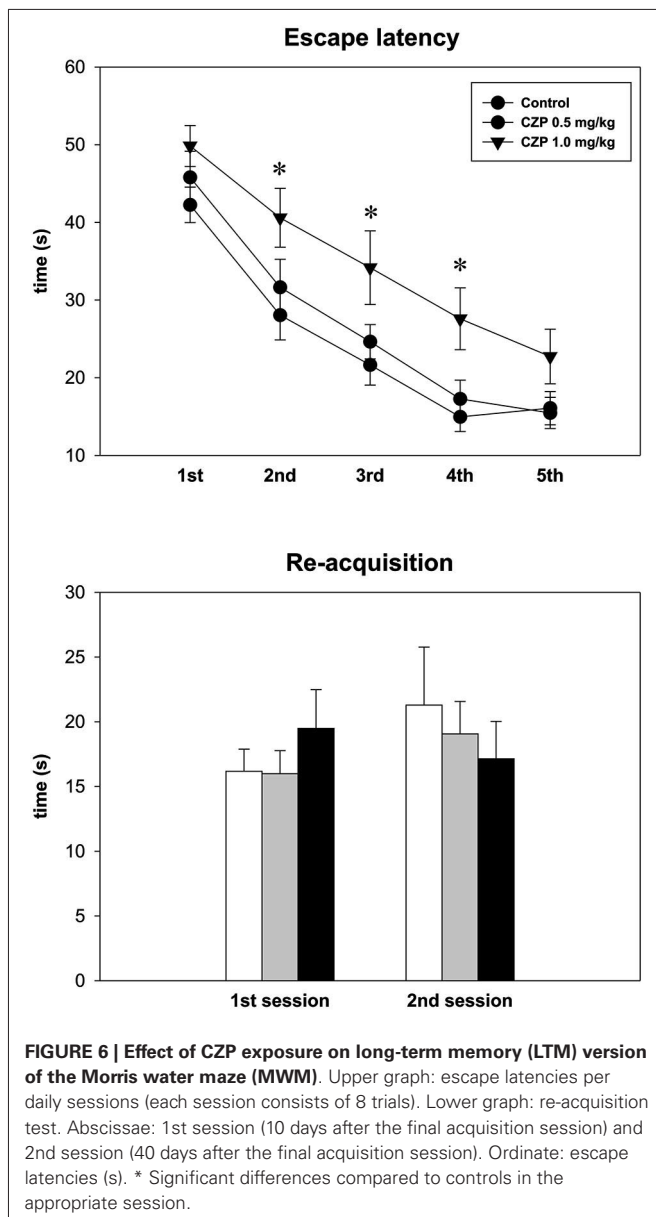 Escape latency
60
50
40
30
20
10
time (s)
Control
CZP 0.5 mg/kg
CZP 1.0 mg/kg
* * *
1st 2nd 3rd 4th 5th
Re-acquisition
30
25
20
15
10
5
0
time (s)
1st session 2nd session
FIGURE 6 | Effect of CZP exposure on long-term memory (LTM) version
of the Morris water maze (MWM). Upper graph: escape latencies per
daily sessions (each session consists of 8 trials). Lower graph: re-acquisition
test. Abscissae: 1st session (10 days after the final acquisition session) and
2nd session (40 days after the final acquisition session). Ordinate: escape
latencies (s). * Significant differences compared to controls in the
appropriate session.